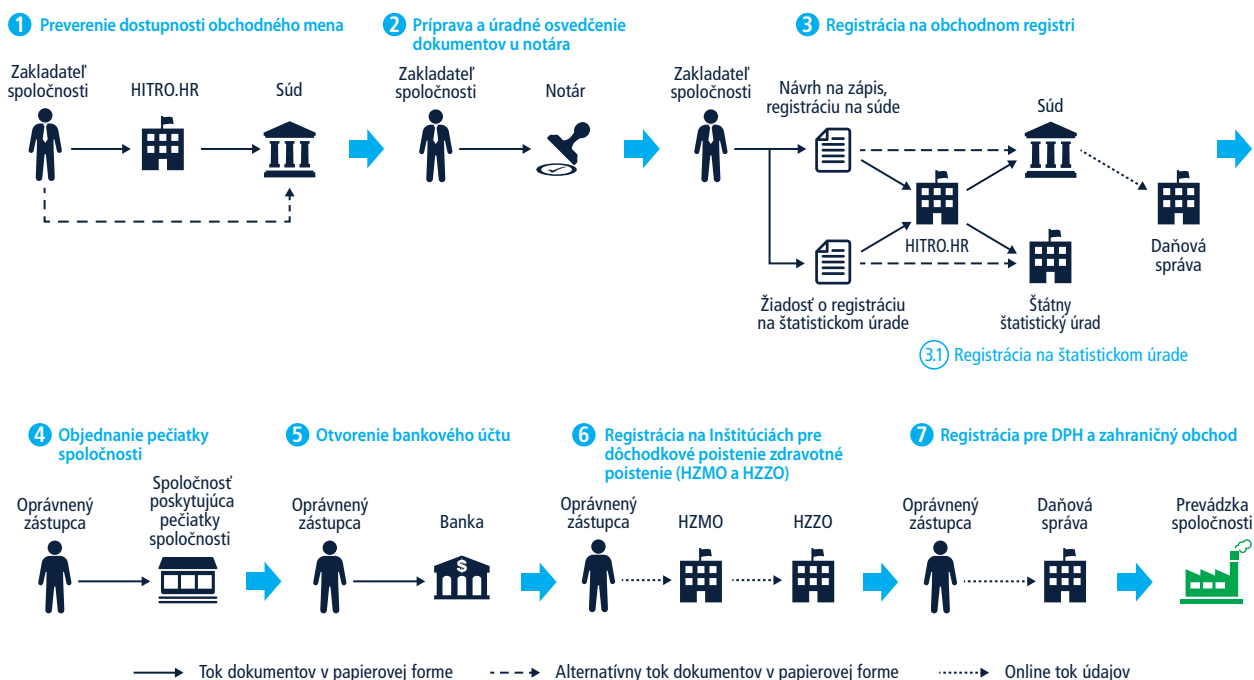 1 Preverenie dostupnosti obchodného mena
Zakladateľ
spoločnosti
HITRO.HR
Súd
2 Príprava a úradné osvedčenie
dokumentov u notára
Zakladateľ
spoločnosti
Notár
3 Registrácia na obchodnom registri
Zakladateľ
spoločnosti
Návrh na zápis,
registráciu na súde
Súd
HITRO.HR
Daňová
správa
Žiadosť o registráciu
na štatistickom úrade
Štátny
štatistický úrad
3.1 Registrácia na štatistickom úrade
4 Objednanie pečiatky
spoločnosti
Oprávnený
zástupca
Spoločnosť
poskytujúca
pečiatky
spoločnosti
5 Otvorenie bankového účtu
Oprávnený
zástupca
Banka
$
6 Registrácia na Inštitúciách pre
dôchodkové poistenie zdravotné
poistenie (HZMO a HZZO)
Oprávnený
zástupca
HZMO
HZZO
7 Registrácia pre DPH a zahraničný obchod
Oprávnený
zástupca
Daňová
správa
Prevádzka
spoločnosti
Tok dokumentov v papierovej forme
Alternatívny tok dokumentov v papierovej forme
Online tok údajov